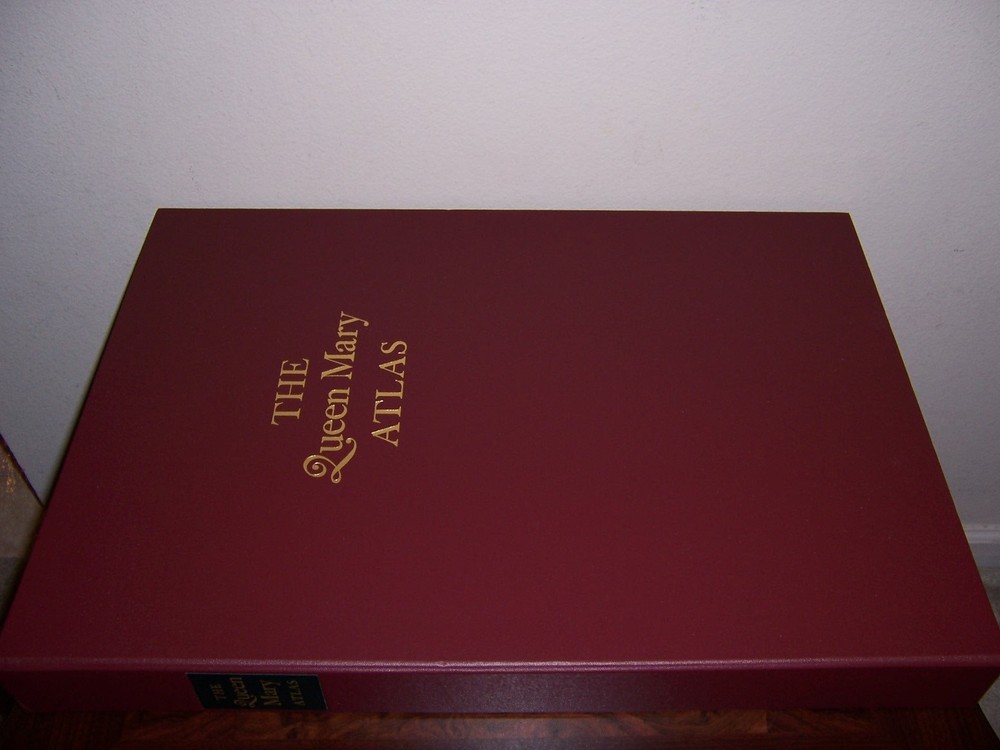 THE
Queen Mary
ATLAS
THE
Queen
Mary
ATLAS